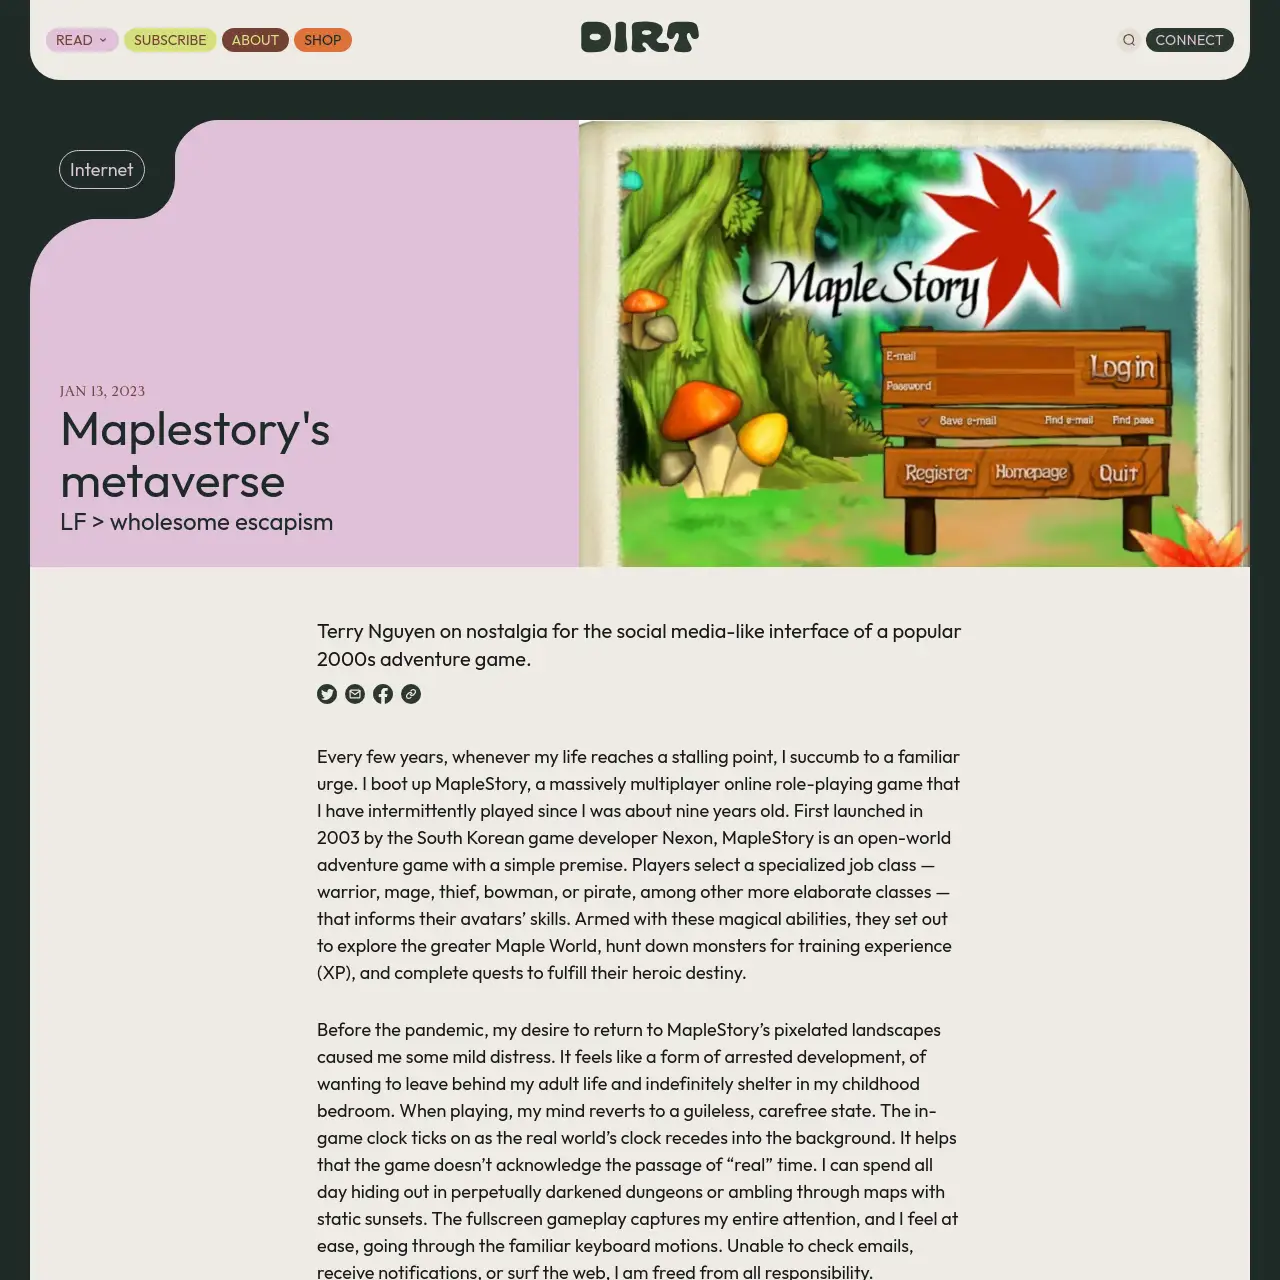 READ
SUBSCRIBE
ABOUT
SHOP
DIRT
CONNECT
Internet
JAN 13, 2023
Maplestory's
metaverse
LF > wholesome escapism
MapleStory
E-mail
Password
Login
Save e-mail
Find e-mail
Find pass
Register
Homepage
Quit
Terry Nguyen on nostalgia for the social media-like interface of a popular
2000s adventure game.
Every few years, whenever my life reaches a stalling point, I succumb to a familiar
urge. I boot up MapleStory, a massively multiplayer online role-playing game that
I have intermittently played since I was about nine years old. First launched in
2003 by the South Korean game developer Nexon, MapleStory is an open-world
adventure game with a simple premise. Players select a specialized job class —
warrior, mage, thief, bowman, or pirate, among other more elaborate classes —
that informs their avatars’ skills. Armed with these magical abilities, they set out
to explore the greater Maple World, hunt down monsters for training experience
(XP), and complete quests to fulfill their heroic destiny.
Before the pandemic, my desire to return to MapleStory’s pixelated landscapes
caused me some mild distress. It feels like a form of arrested development, of
wanting to leave behind my adult life and indefinitely shelter in my childhood
bedroom. When playing, my mind reverts to a guileless, carefree state. The in-
game clock ticks on as the real world’s clock recedes into the background. It helps
that the game doesn’t acknowledge the passage of “real” time. I can spend all
day hiding out in perpetually darkened dungeons or ambling through maps with
static sunsets. The fullscreen gameplay captures my entire attention, and I feel at
ease, going through the familiar keyboard motions. Unable to check emails,
receive notifications, or surf the web, I am freed from all responsibility.